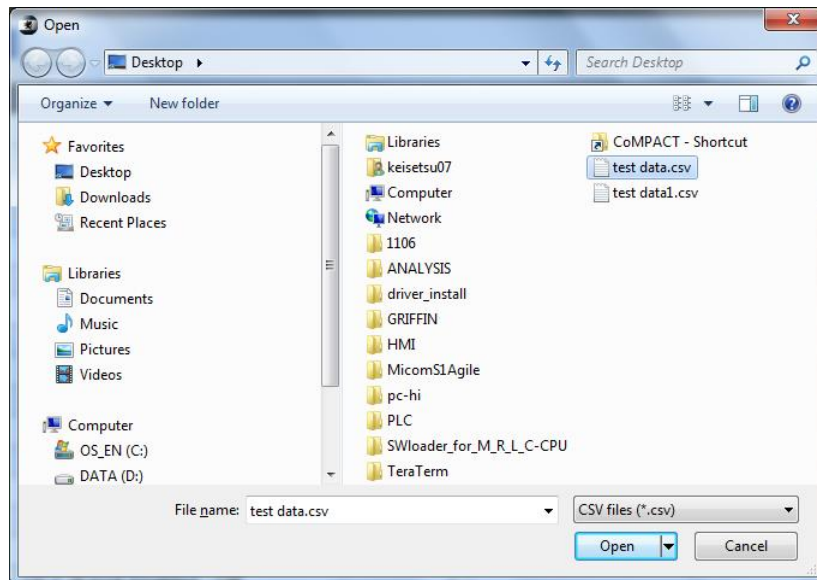 Open
Desktop
Search Desktop
Organize
New folder
Favorites
Desktop
Downloads
Recent Places
Libraries
Documents
Music
Pictures
Videos
Computer
OS_EN (C:)
DATA (D:)
Libraries
keisetsu07
Computer
Network
1106
ANALYSIS
driver_install
GRIFFIN
HMI
MicomS1Agile
pc-hi
PLC
SWloader_for_M_R_L_C-CPU
TeraTerm
CoMPACT - Shortcut
test data.csv
test data1.csv
File name: test data.csv
CSV files (*.csv)
Open
Cancel